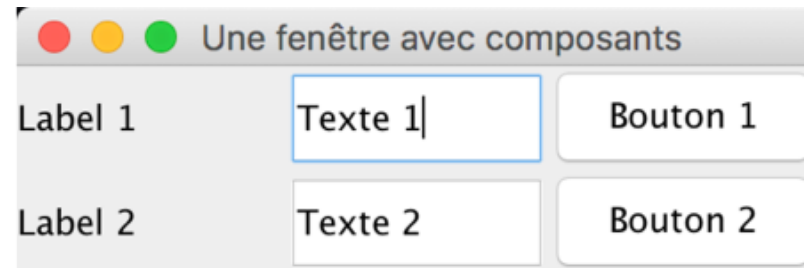 Une fenêtre avec composants
Label 1 Texte 1 Bouton 1
Label 2 Texte 2 Bouton 2